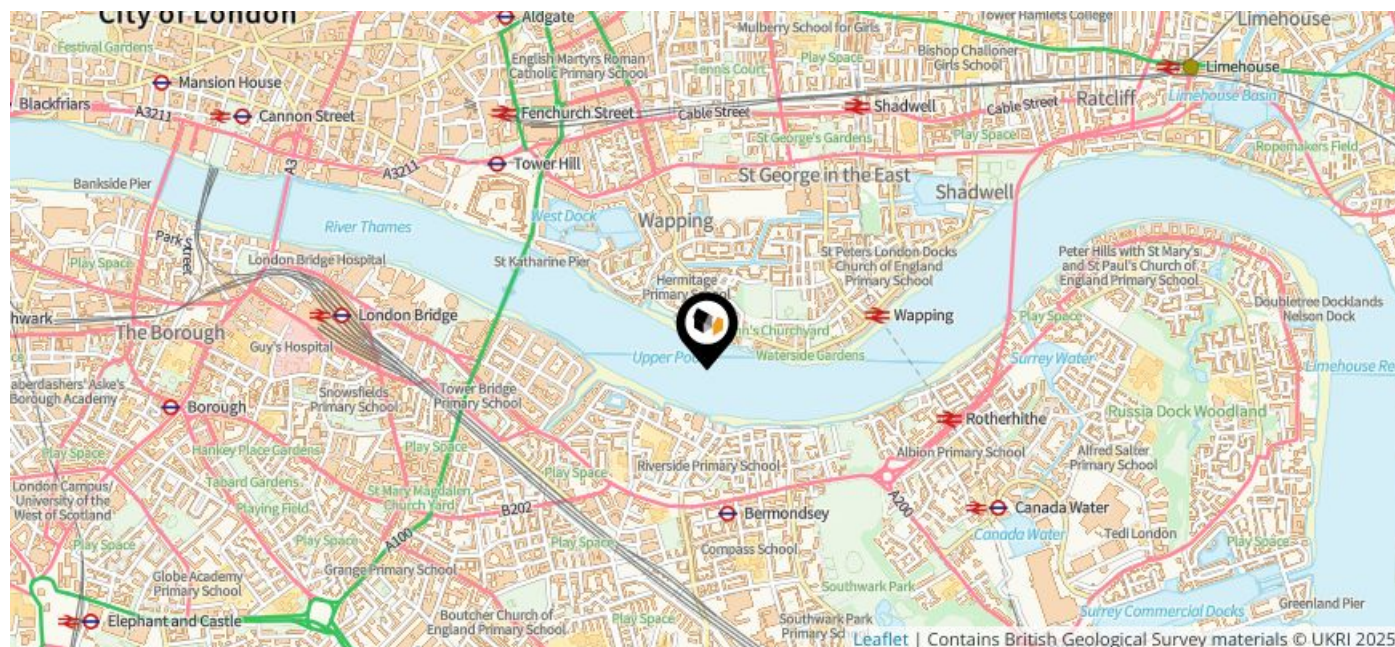 City of London
Aldgate
Tower Hamlets College
Limehouse
Mulberry School for Girls
Festival Gardens
English Martyrs Roman
Catholic Primary School
Play Space
Bishop Challoner
Girls School
Mansion House
Tennis Court
Limehouse
Blackfriars
A3211
Cannon Street
Fenchurch Street
Cable Street
Shadwell
Cable Street
Ratcliff
Limehouse Basin
St George's Gardens
Play Space
Ropemakers Field
A3
A3211
Tower Hill
St George in the East
Shadwell
Bankside Pier
River Thames
West Dock
Wapping
Park Street
Play Space
London Bridge Hospital
St Katharine Pier
St Peters London Docks
Church of England
Primary School
Peter Hills with St Mary's
and St Paul's Church of
England Primary School
Hermitage
Primary
Doubletree Docklands
Nelson Dock
hwark
The Borough
London Bridge
Wapping
Play Space
Guy's Hospital
Churchyard
Waterside Gardens
Upper
Surrey Water
Limehouse Re
aberdashers' Aske's
Borough Academy
Snowsfields
Primary School
Tower Bridge
Primary School
Borough
Rotherhithe
Russia Dock Woodland
Play Space
Hankey Place Gardens
Play Space
Albion Primary School
Alfred Salter
Primary School
Riverside Primary School
Play Space
London Campus/
University of the
West of Scotland
Tabard Gardens
Playing Field
St Mary Magdalen
Church Yard
B202
Bermondsey
A200
Canada Water
Canada Water
Tedi London
Play Space
Play Space
A100
Play Space
Compass School
Play Space
Globe Academy
Primary School
Grange Primary School
Southwark Park
Surrey Commercial Docks
Greenland Pier
Elephant and Castle
Boutcher Church of
England Primary School
Play Space
Southwark Park
Primary
Leaflet | Contains British Geological Survey materials © UKRI 2025